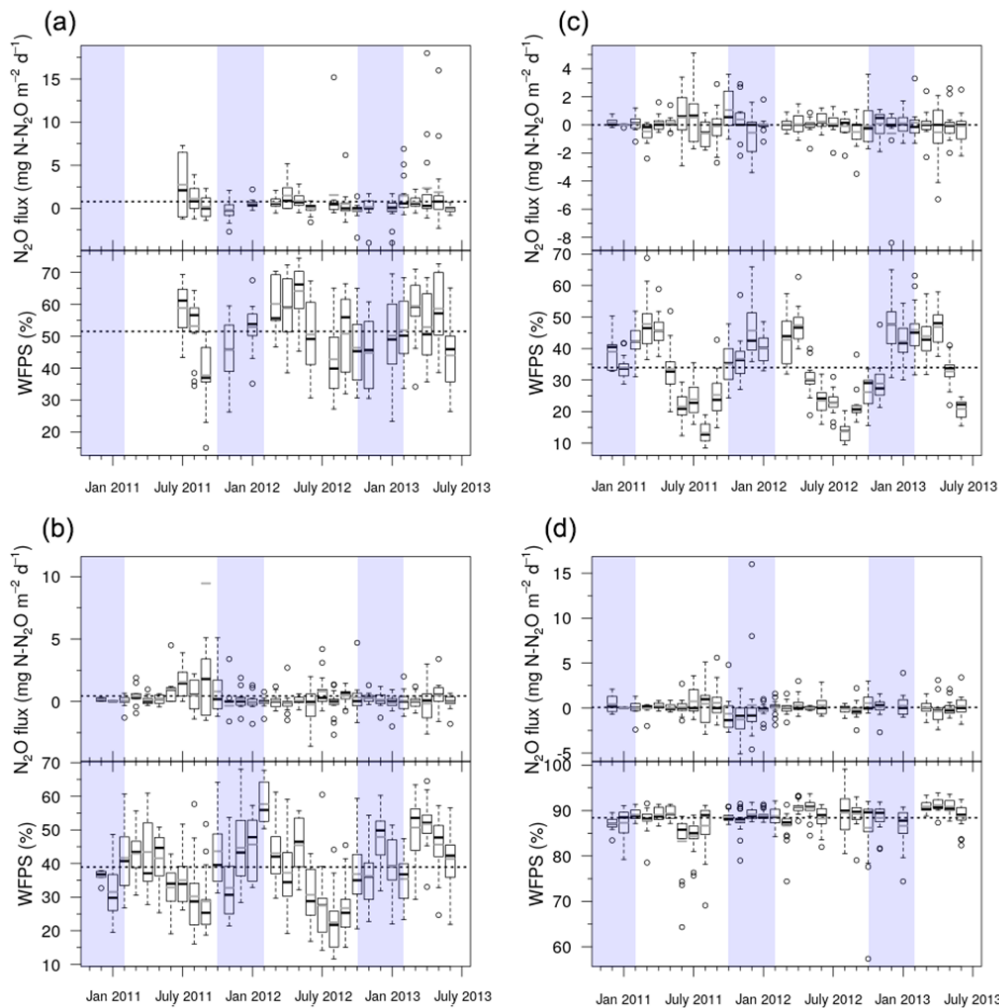 (a)
N2O flux (mg N-N2O m−2 d−1)
15
10
5
0
WFPS (%)
70
60
50
40
30
20
Jan 2011 July 2011 Jan 2012 July 2012 Jan 2013 July 2013
(c)
N2O flux (mg N-N2O m−2 d−1)
4
2
0
-2
-4
-6
-8
WFPS (%)
70
60
50
40
30
20
10
Jan 2011 July 2011 Jan 2012 July 2012 Jan 2013 July 2013
(b)
N2O flux (mg N-N2O m−2 d−1)
10
5
0
WFPS (%)
70
60
50
40
30
20
10
Jan 2011 July 2011 Jan 2012 July 2012 Jan 2013 July 2013
(d)
N2O flux (mg N-N2O m−2 d−1)
15
10
5
0
-5
WFPS (%)
100
90
80
70
60
Jan 2011 July 2011 Jan 2012 July 2012 Jan 2013 July 2013